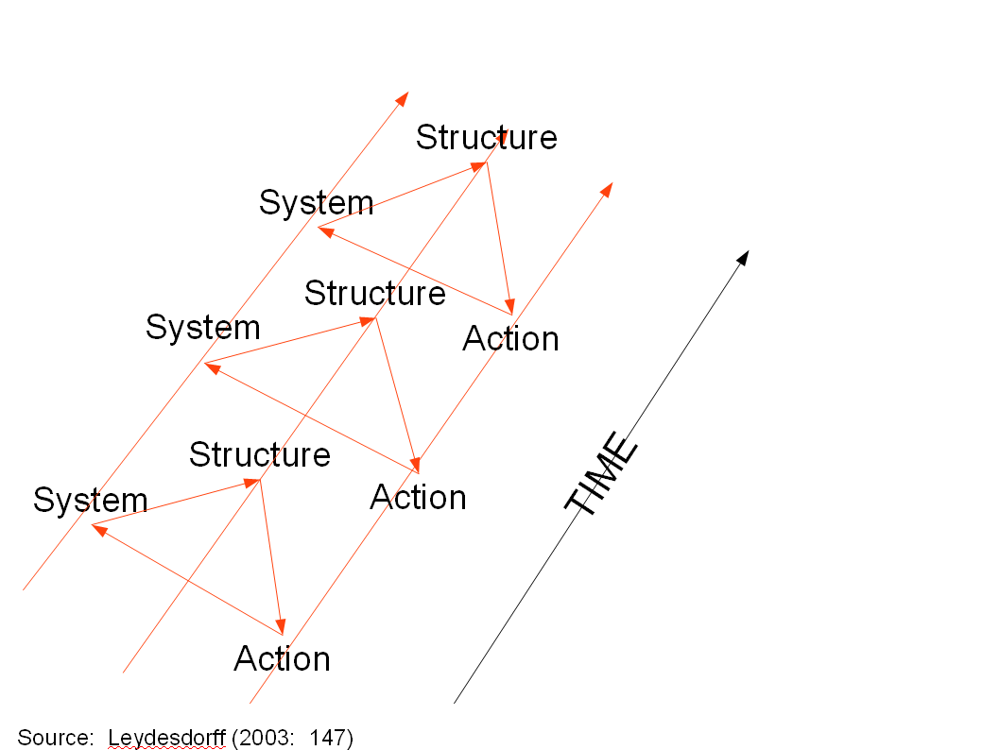 Structure
System
Structure
System
Action
Structure
System
Action
TIME
Action
Source: Leydesdorff (2003: 147)